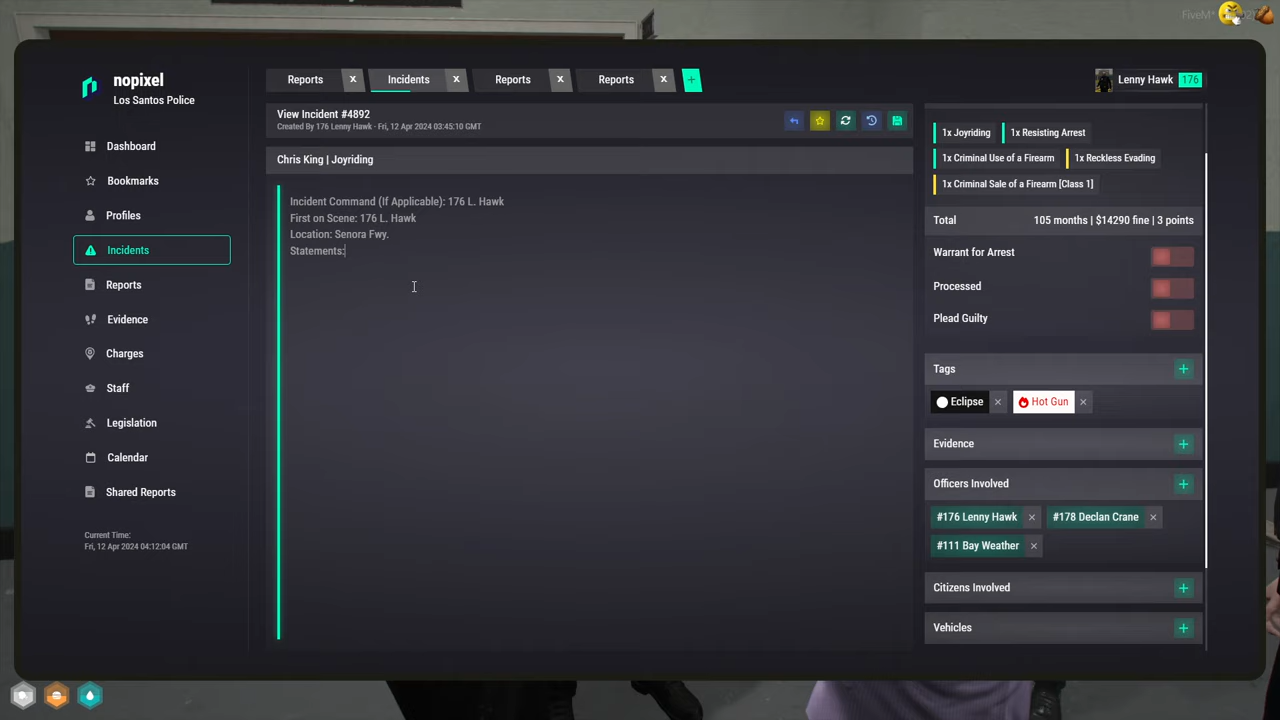 FiveM*
nopixel
Los Santos Police
Reports x Incidents x Reports x Reports x +
Lenny Hawk 176
Dashboard
Bookmarks
Profiles
Incidents
Reports
Evidence
Charges
Staff
Legislation
Calendar
Shared Reports
Current Time:
Fri, 12 Apr 2024 04:12:04 GMT
View Incident #4892
Created By 176 Lenny Hawk - Fri, 12 Apr 2024 03:45:10 GMT
Chris King | Joyriding
Incident Command (If Applicable): 176 L. Hawk
First on Scene: 176 L. Hawk
Location: Senora Fwy.
Statements:
1x Joyriding 1x Resisting Arrest
1x Criminal Use of a Firearm 1x Reckless Evading
1x Criminal Sale of a Firearm [Class 1]
Total 105 months | $14290 fine | 3 points
Warrant for Arrest
Processed
Plead Guilty
Tags +
Eclipse × Hot Gun ×
Evidence +
Officers Involved +
#176 Lenny Hawk × #178 Declan Crane ×
#111 Bay Weather ×
Citizens Involved +
Vehicles +